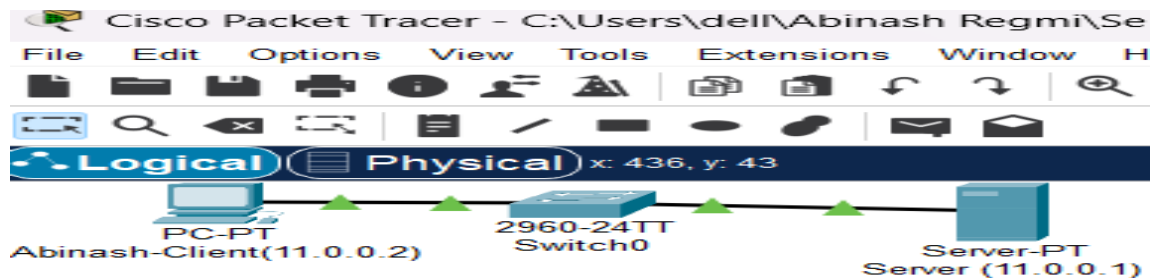 Cisco Packet Tracer - C:\Users\dell\Abinash Regmi\Se
File Edit Options View Tools Extensions Window H
Logical Physical x: 436, y: 43
PC-PT
Abinash-Client(11.0.0.2)
2960-24TT
Switch0
Server-PT
Server (11.0.0.1)